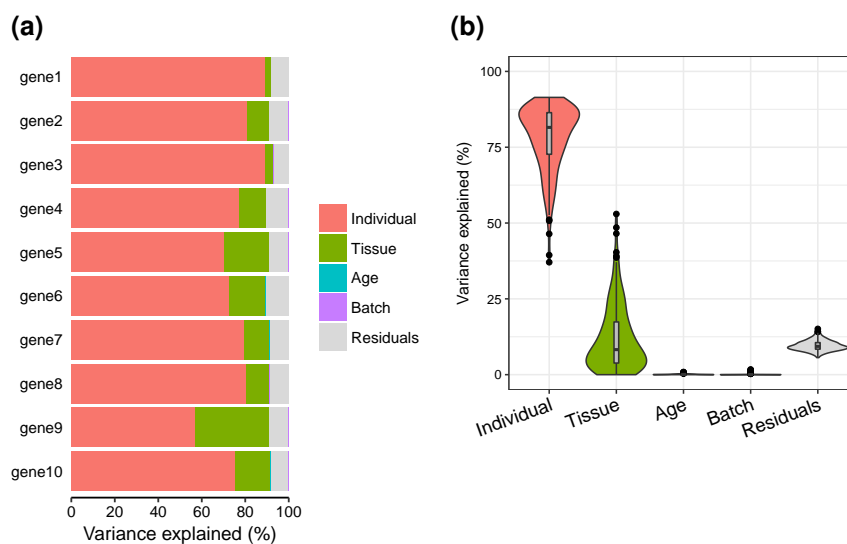 (a)
gene1
gene2
gene3
gene4
gene5
gene6
gene7
gene8
gene9
gene10
0 20 40 60 80 100
Variance explained (%)
Individual
Tissue
Age
Batch
Residuals
(b)
Variance explained (%)
100
75
50
25
0
Individual
Tissue
Age
Batch
Residuals